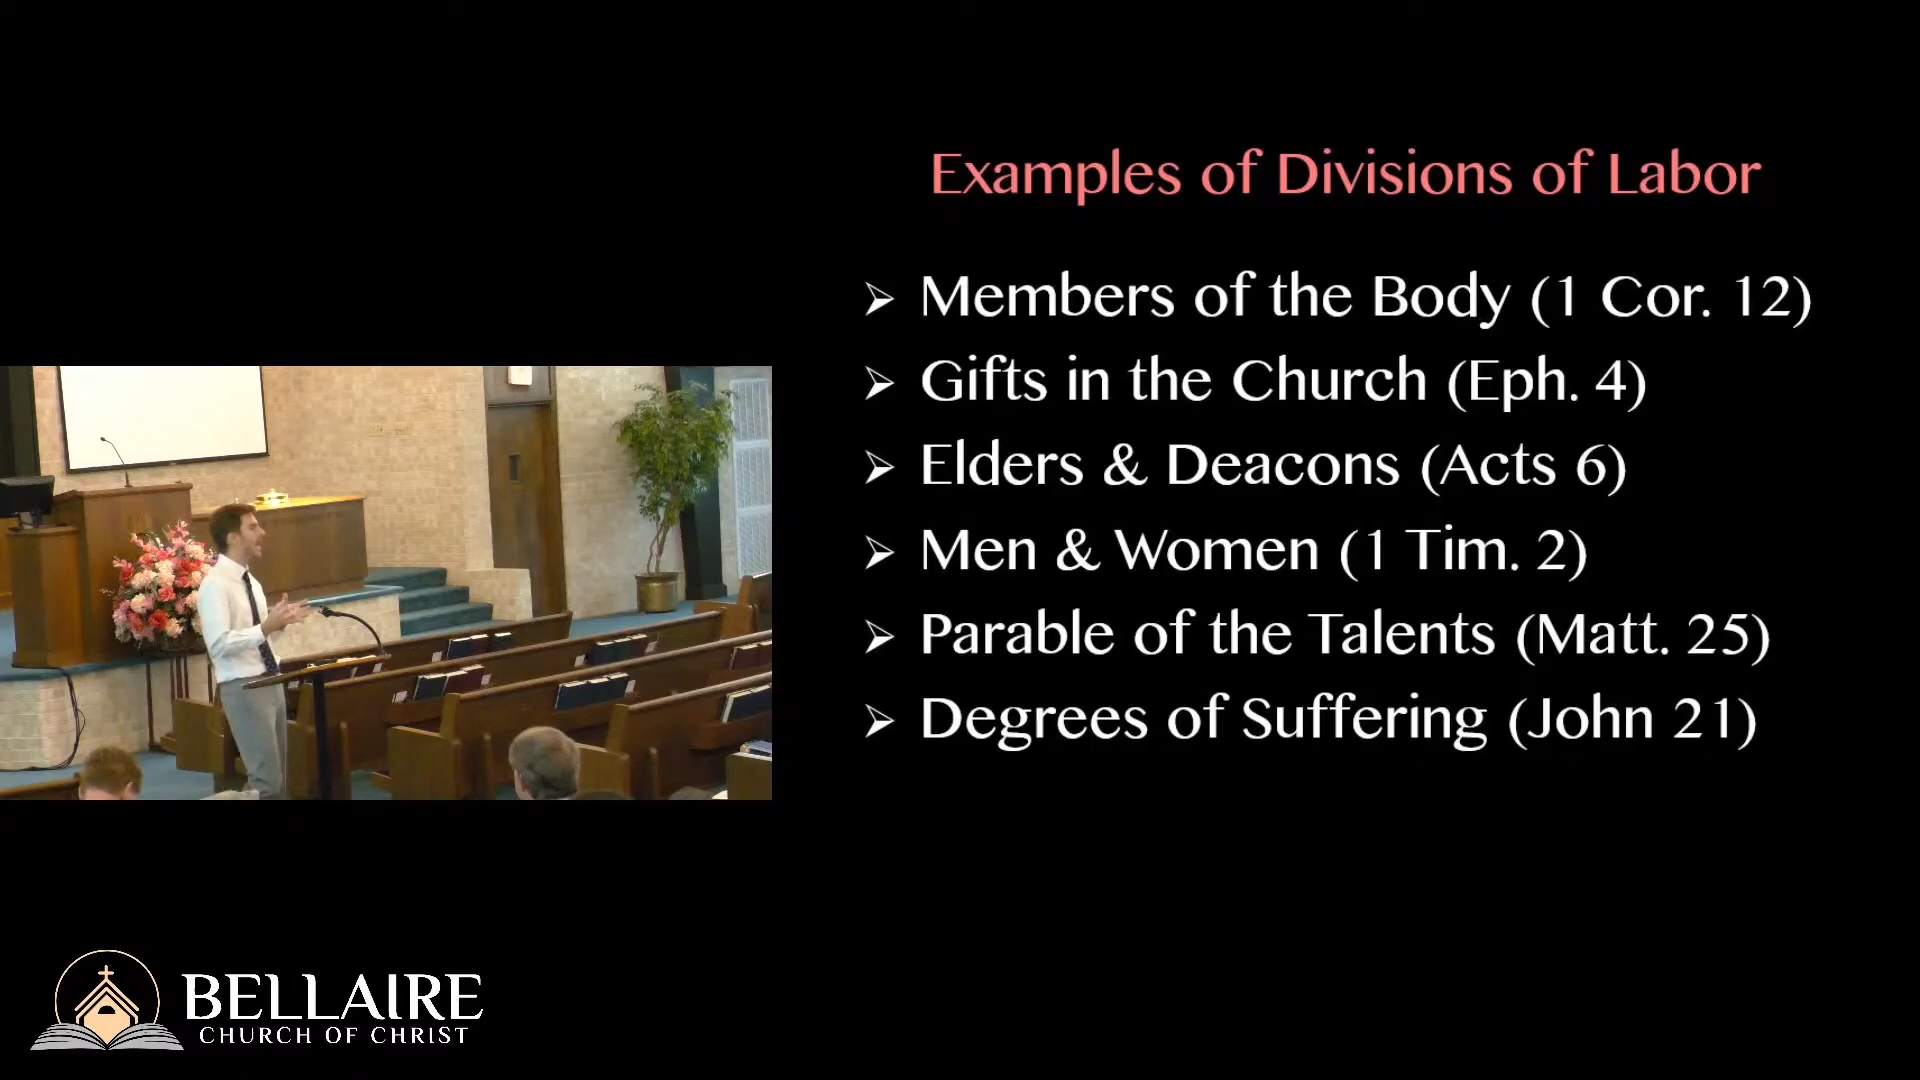 Examples of Divisions of Labor
Members of the Body (1 Cor. 12)
Gifts in the Church (Eph. 4)
Elders & Deacons (Acts 6)
Men & Women (1 Tim. 2)
Parable of the Talents (Matt. 25)
Degrees of Suffering (John 21)
BELLAIRE
CHURCH OF CHRIST